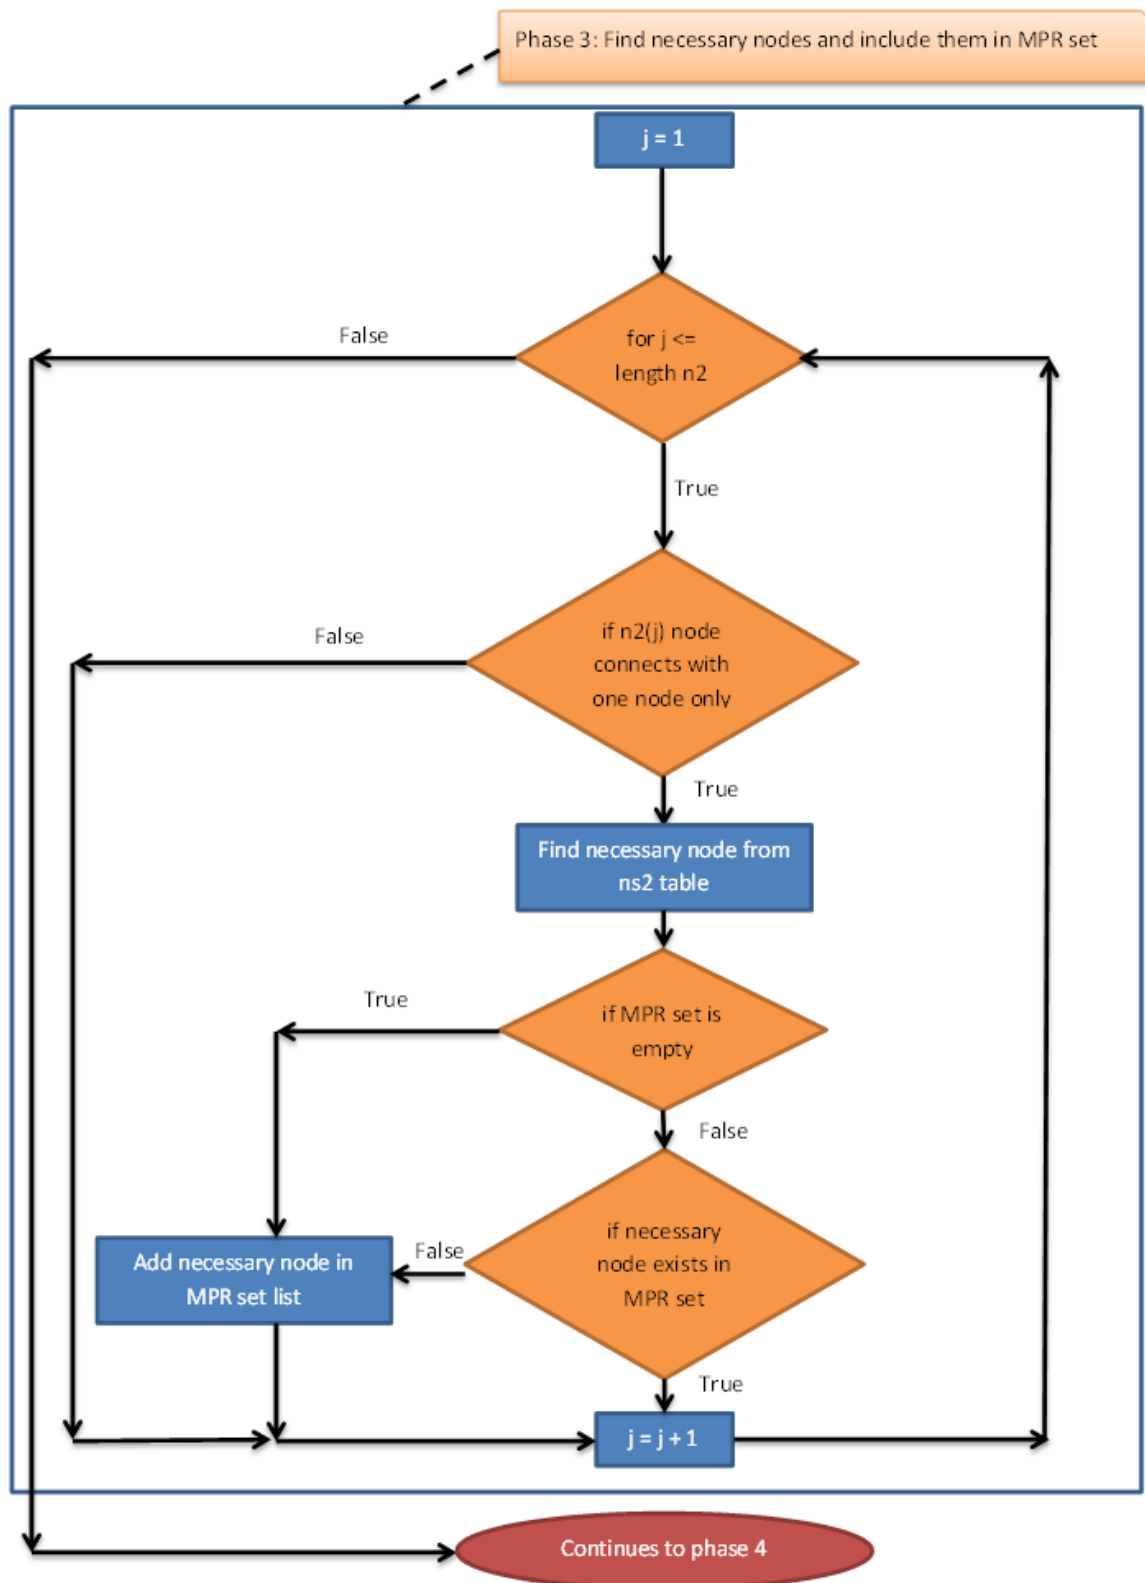 Phase 3: Find necessary nodes and include them in MPR set
j = 1
False
for j <=
length n2
True
False
if n2(j) node
connects with
one node only
True
Find necessary node from
ns2 table
True
if MPR set is
empty
False
if necessary
node exists in
MPR set
False
Add necessary node in
MPR set list
True
j = j + 1
Continues to phase 4